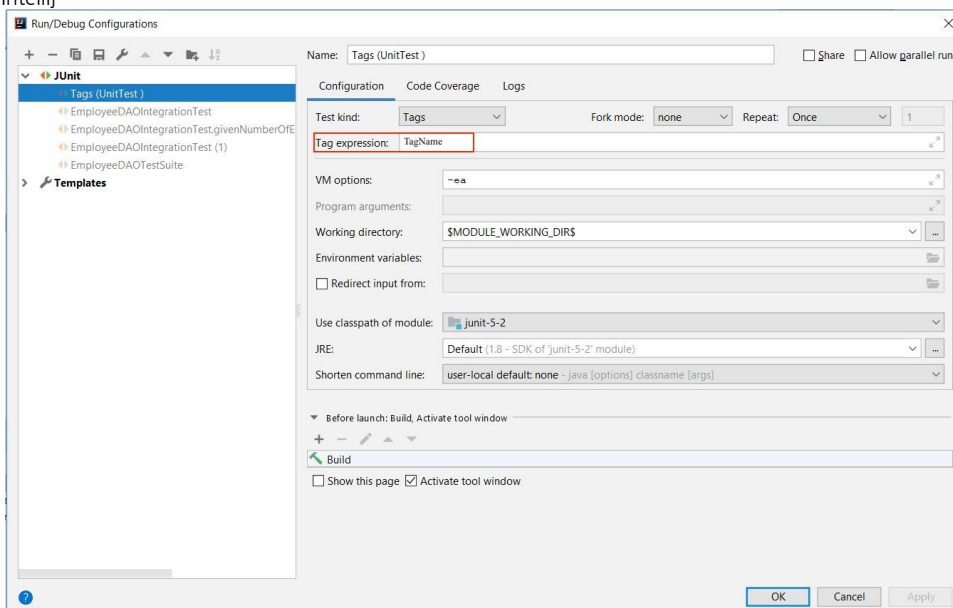 Intellij
Run/Debug Configurations
Name: Tags (UnitTest )
Share
Allow parallel run
JUnit
Tags (UnitTest )
EmployeeDAOIntegrationTest
EmployeeDAOIntegrationTest.givenNumberOfE
EmployeeDAOIntegrationTest (1)
EmployeeDAOTestSuite
Templates
Configuration Code Coverage Logs
Test kind: Tags Fork mode: none Repeat: Once 1
Tag expression: TagName
VM options: -ea
Program arguments:
Working directory: $MODULE_WORKING_DIR$ ...
Environment variables:
Redirect input from:
Use classpath of module: junit-5-2
JRE: Default (1.8 - SDK of 'junit-5-2' module) ...
Shorten command line: user-local default: none - java [options] classname [args]
Before launch: Build, Activate tool window
Build
Show this page Activate tool window
? OK Cancel Apply